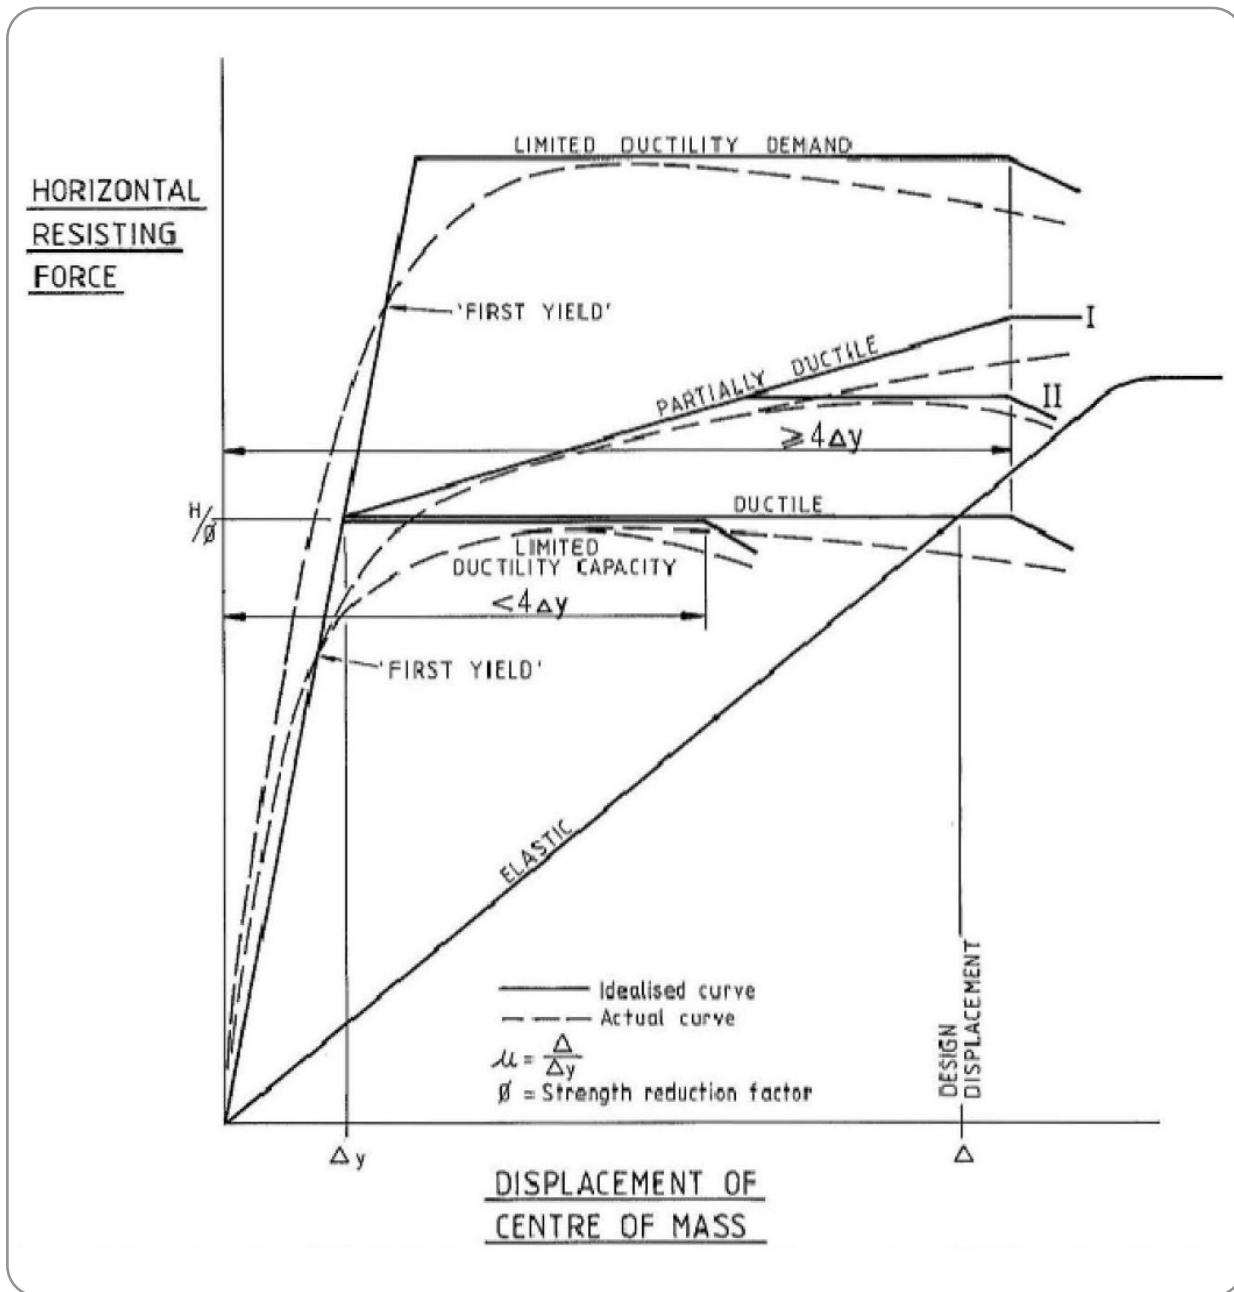 HORIZONTAL
RESISTING
FORCE
LIMITED DUCTILITY DEMAND
'FIRST YIELD'
PARTIALLY DUCTILE
I
II
≥4Δy
H/Ø
DUCTILE
LIMITED
DUCTILITY CAPACITY
<4Δy
'FIRST YIELD'
ELASTIC
Idealised curve
Actual curve
μ = Δ/Δy
Ø = Strength reduction factor
DESIGN
DISPLACEMENT
Δy
Δ
DISPLACEMENT OF
CENTRE OF MASS